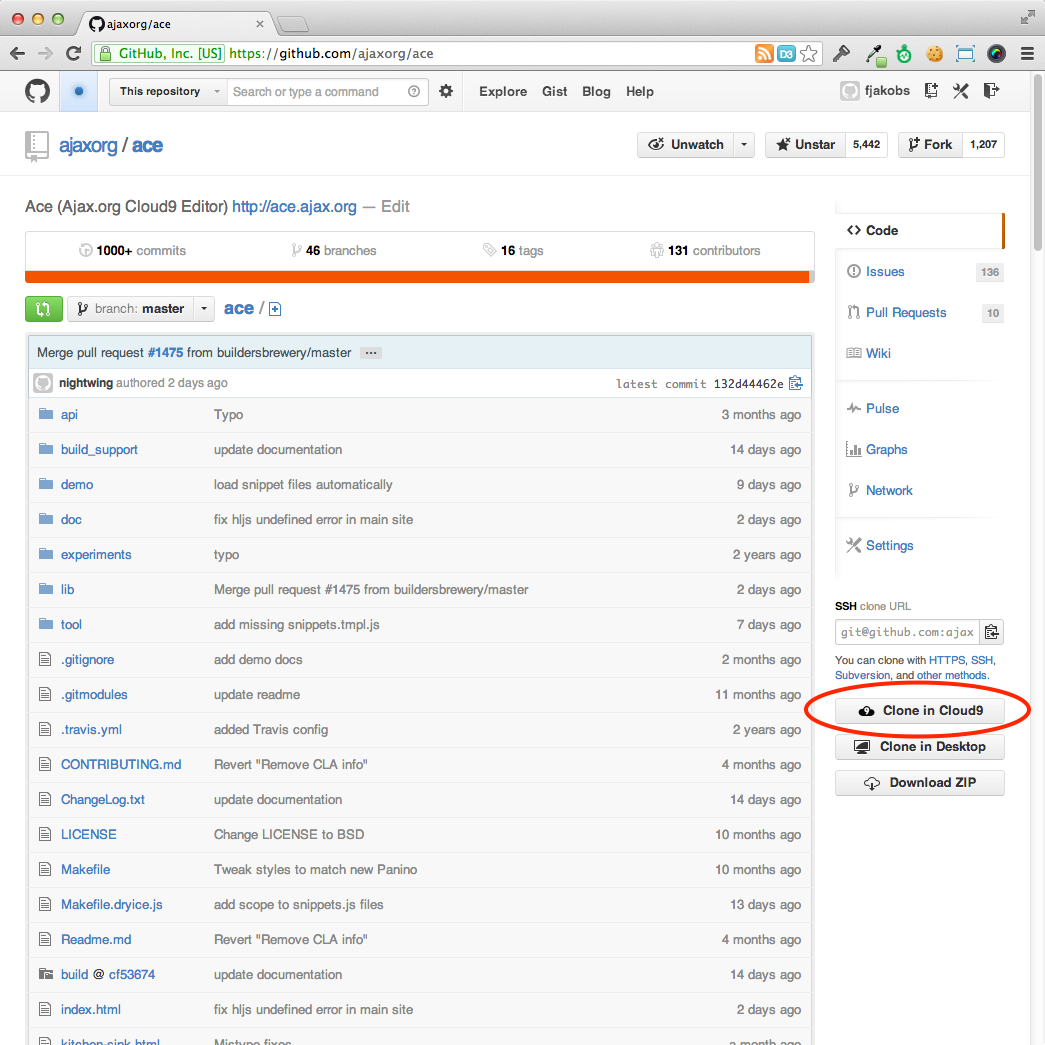 ajaxorg/ace
GitHub, Inc. [US] https://github.com/ajaxorg/ace
D3
This repository Search or type a command Explore Gist Blog Help fjakobs
ajaxorg / ace Unwatch Unstar 5,442 Fork 1,207
Ace (Ajax.org Cloud9 Editor) http://ace.ajax.org — Edit
1000+ commits 46 branches 16 tags 131 contributors
branch: master ace /
Merge pull request #1475 from buildersbrewery/master ...
nightwing authored 2 days ago latest commit 132d44462e
api Typo 3 months ago
build_support update documentation 14 days ago
demo load snippet files automatically 9 days ago
doc fix hljs undefined error in main site 2 days ago
experiments typo 2 years ago
lib Merge pull request #1475 from buildersbrewery/master 2 days ago
tool add missing snippets.tmpl.js 7 days ago
.gitignore add demo docs 2 months ago
.gitmodules update readme 11 months ago
.travis.yml added Travis config 2 years ago
CONTRIBUTING.md Revert "Remove CLA info" 4 months ago
ChangeLog.txt update documentation 14 days ago
LICENSE Change LICENSE to BSD 10 months ago
Makefile Tweak styles to match new Panino 10 months ago
Makefile.dryice.js add scope to snippets.js files 13 days ago
Readme.md Revert "Remove CLA info" 4 months ago
build @ cf53674 update documentation 14 days ago
index.html fix hljs undefined error in main site 2 days ago
kitchen-sink.html Mistype fixes a month ago
Code
Issues 136
Pull Requests 10
Wiki
Pulse
Graphs
Network
Settings
SSH clone URL
git@github.com:ajax
You can clone with HTTPS, SSH,
Subversion, and other methods.
Clone in Cloud9
Clone in Desktop
Download ZIP